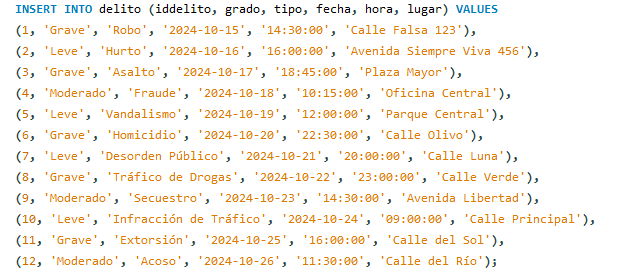 INSERT INTO delito (iddelito, grado, tipo, fecha, hora, lugar) VALUES
(1, 'Grave', 'Robo', '2024-10-15', '14:30:00', 'Calle Falsa 123'),
(2, 'Leve', 'Hurto', '2024-10-16', '16:00:00', 'Avenida Siempre Viva 456'),
(3, 'Grave', 'Asalto', '2024-10-17', '18:45:00', 'Plaza Mayor'),
(4, 'Moderado', 'Fraude', '2024-10-18', '10:15:00', 'Oficina Central'),
(5, 'Leve', 'Vandalismo', '2024-10-19', '12:00:00', 'Parque Central'),
(6, 'Grave', 'Homicidio', '2024-10-20', '22:30:00', 'Calle Olivo'),
(7, 'Leve', 'Desorden Público', '2024-10-21', '20:00:00', 'Calle Luna'),
(8, 'Grave', 'Tráfico de Drogas', '2024-10-22', '23:00:00', 'Calle Verde'),
(9, 'Moderado', 'Secuestro', '2024-10-23', '14:30:00', 'Avenida Libertad'),
(10, 'Leve', 'Infracción de Tráfico', '2024-10-24', '09:00:00', 'Calle Principal'),
(11, 'Grave', 'Extorsión', '2024-10-25', '16:00:00', 'Calle del Sol'),
(12, 'Moderado', 'Acoso', '2024-10-26', '11:30:00', 'Calle del Río');